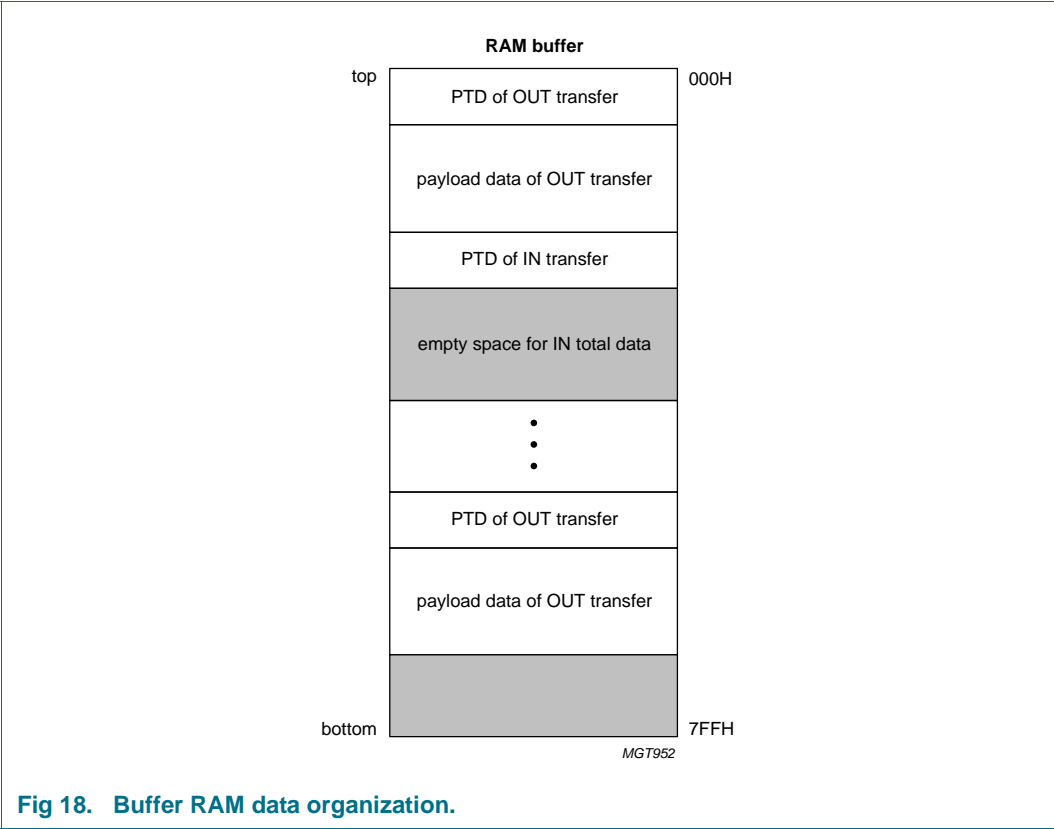 RAM buffer
top
000H
PTD of OUT transfer
payload data of OUT transfer
PTD of IN transfer
empty space for IN total data
PTD of OUT transfer
payload data of OUT transfer
bottom
7FFH
MGT952
Fig 18. Buffer RAM data organization.